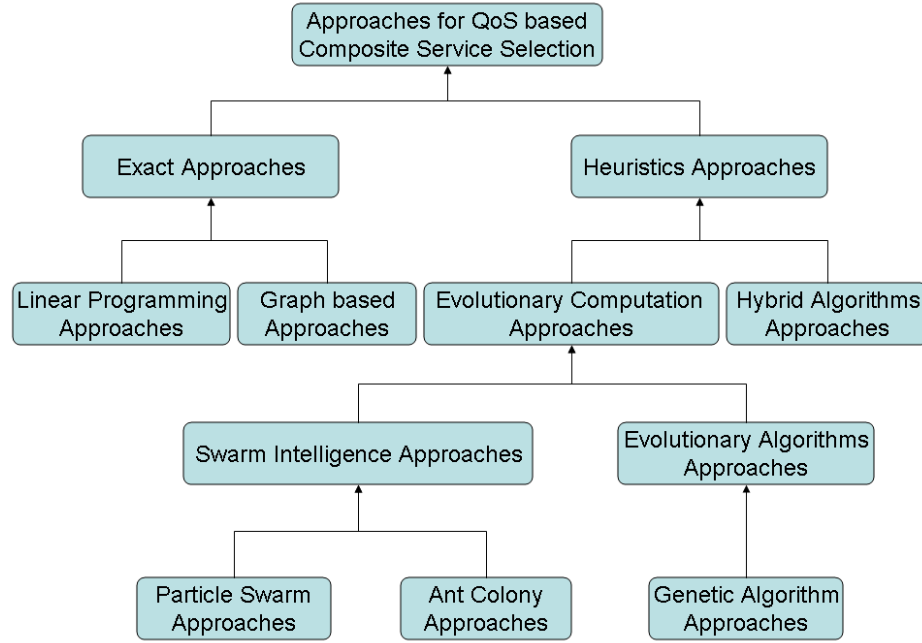 Approaches for QoS based
Composite Service Selection
Exact Approaches
Heuristics Approaches
Linear Programming
Approaches
Graph based
Approaches
Evolutionary Computation
Approaches
Hybrid Algorithms
Approaches
Swarm Intelligence Approaches
Evolutionary Algorithms
Approaches
Particle Swarm
Approaches
Ant Colony
Approaches
Genetic Algorithm
Approaches